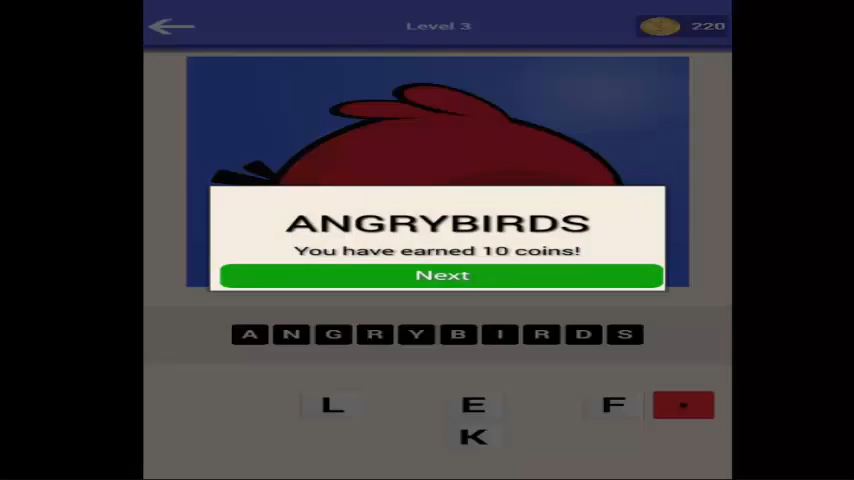 Level 3
220
ANGRYBIRDS
You have earned 10 coins!
Next
A N G R Y B I R D S
L E F
K